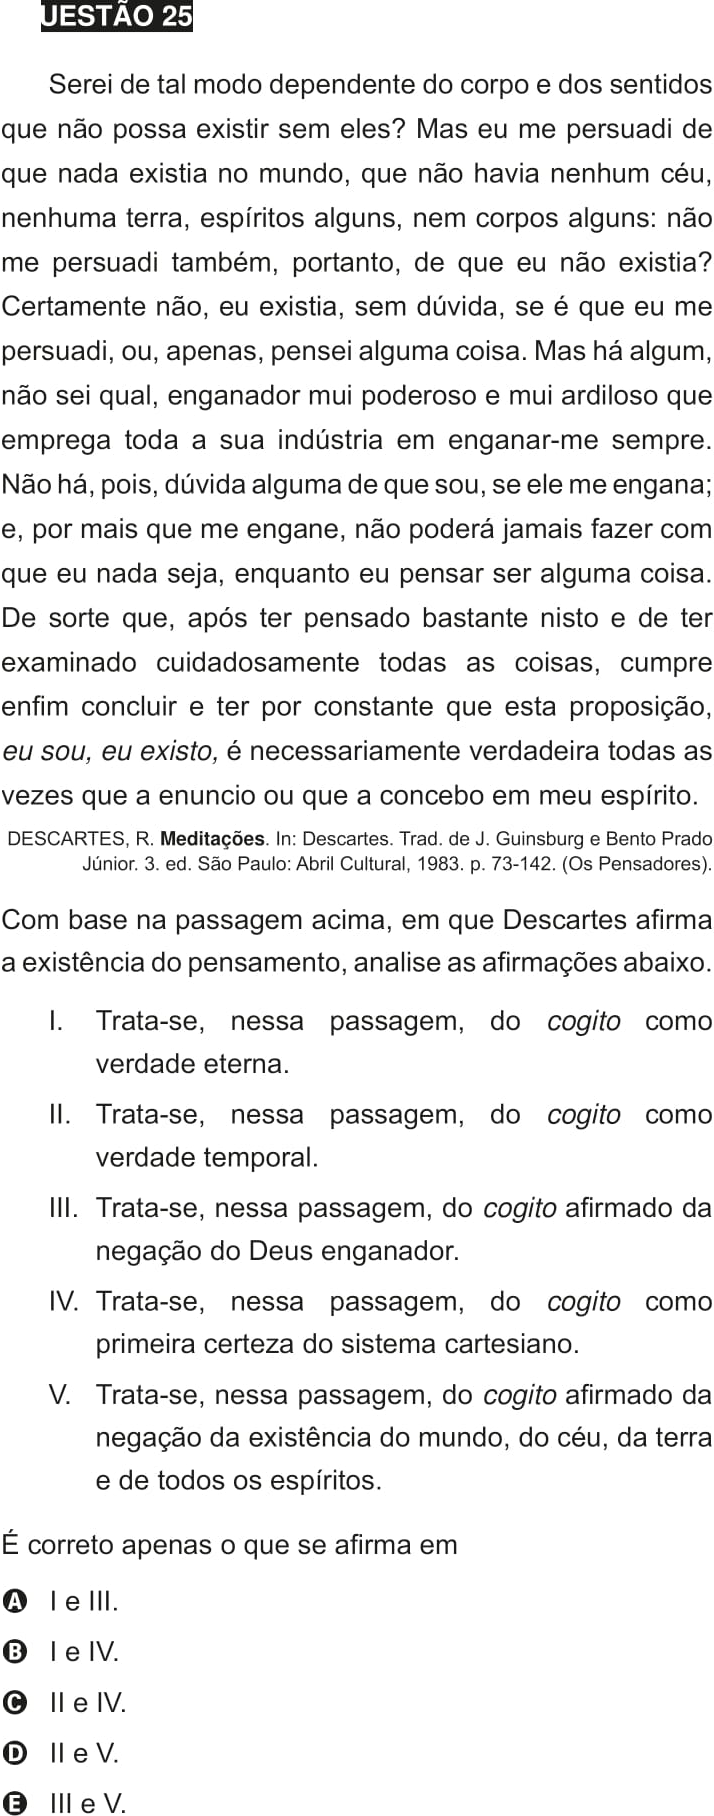 UESTÃO 25
Serei de tal modo dependente do corpo e dos sentidos
que não possa existir sem eles? Mas eu me persuadi de
que nada existia no mundo, que não havia nenhum céu,
nenhuma terra, espíritos alguns, nem corpos alguns: não
me persuadi também, portanto, de que eu não existia?
Certamente não, eu existia, sem dúvida, se é que eu me
persuadi, ou, apenas, pensei alguma coisa. Mas há algum,
não sei qual, enganador mui poderoso e mui ardiloso que
emprega toda a sua indústria em enganar-me sempre.
Não há, pois, dúvida alguma de que sou, se ele me engana;
e, por mais que me engane, não poderá jamais fazer com
que eu nada seja, enquanto eu pensar ser alguma coisa.
De sorte que, após ter pensado bastante nisto e de ter
examinado cuidadosamente todas as coisas, cumpre
enfim concluir e ter por constante que esta proposição,
eu sou, eu existo, é necessariamente verdadeira todas as
vezes que a enuncio ou que a concebo em meu espírito.
DESCARTES, R. Meditações. In: Descartes. Trad. de J. Guinsburg e Bento Prado
Júnior. 3. ed. São Paulo: Abril Cultural, 1983. p. 73-142. (Os Pensadores).
Com base na passagem acima, em que Descartes afirma
a existência do pensamento, analise as afirmações abaixo.
I. Trata-se, nessa passagem, do cogito como
verdade eterna.
II. Trata-se, nessa passagem, do cogito como
verdade temporal.
III. Trata-se, nessa passagem, do cogito afirmado da
negação do Deus enganador.
IV. Trata-se, nessa passagem, do cogito como
primeira certeza do sistema cartesiano.
V. Trata-se, nessa passagem, do cogito afirmado da
negação da existência do mundo, do céu, da terra
e de todos os espíritos.
É correto apenas o que se afirma em
A I e III.
B I e IV.
C II e IV.
D II e V.
E III e V.